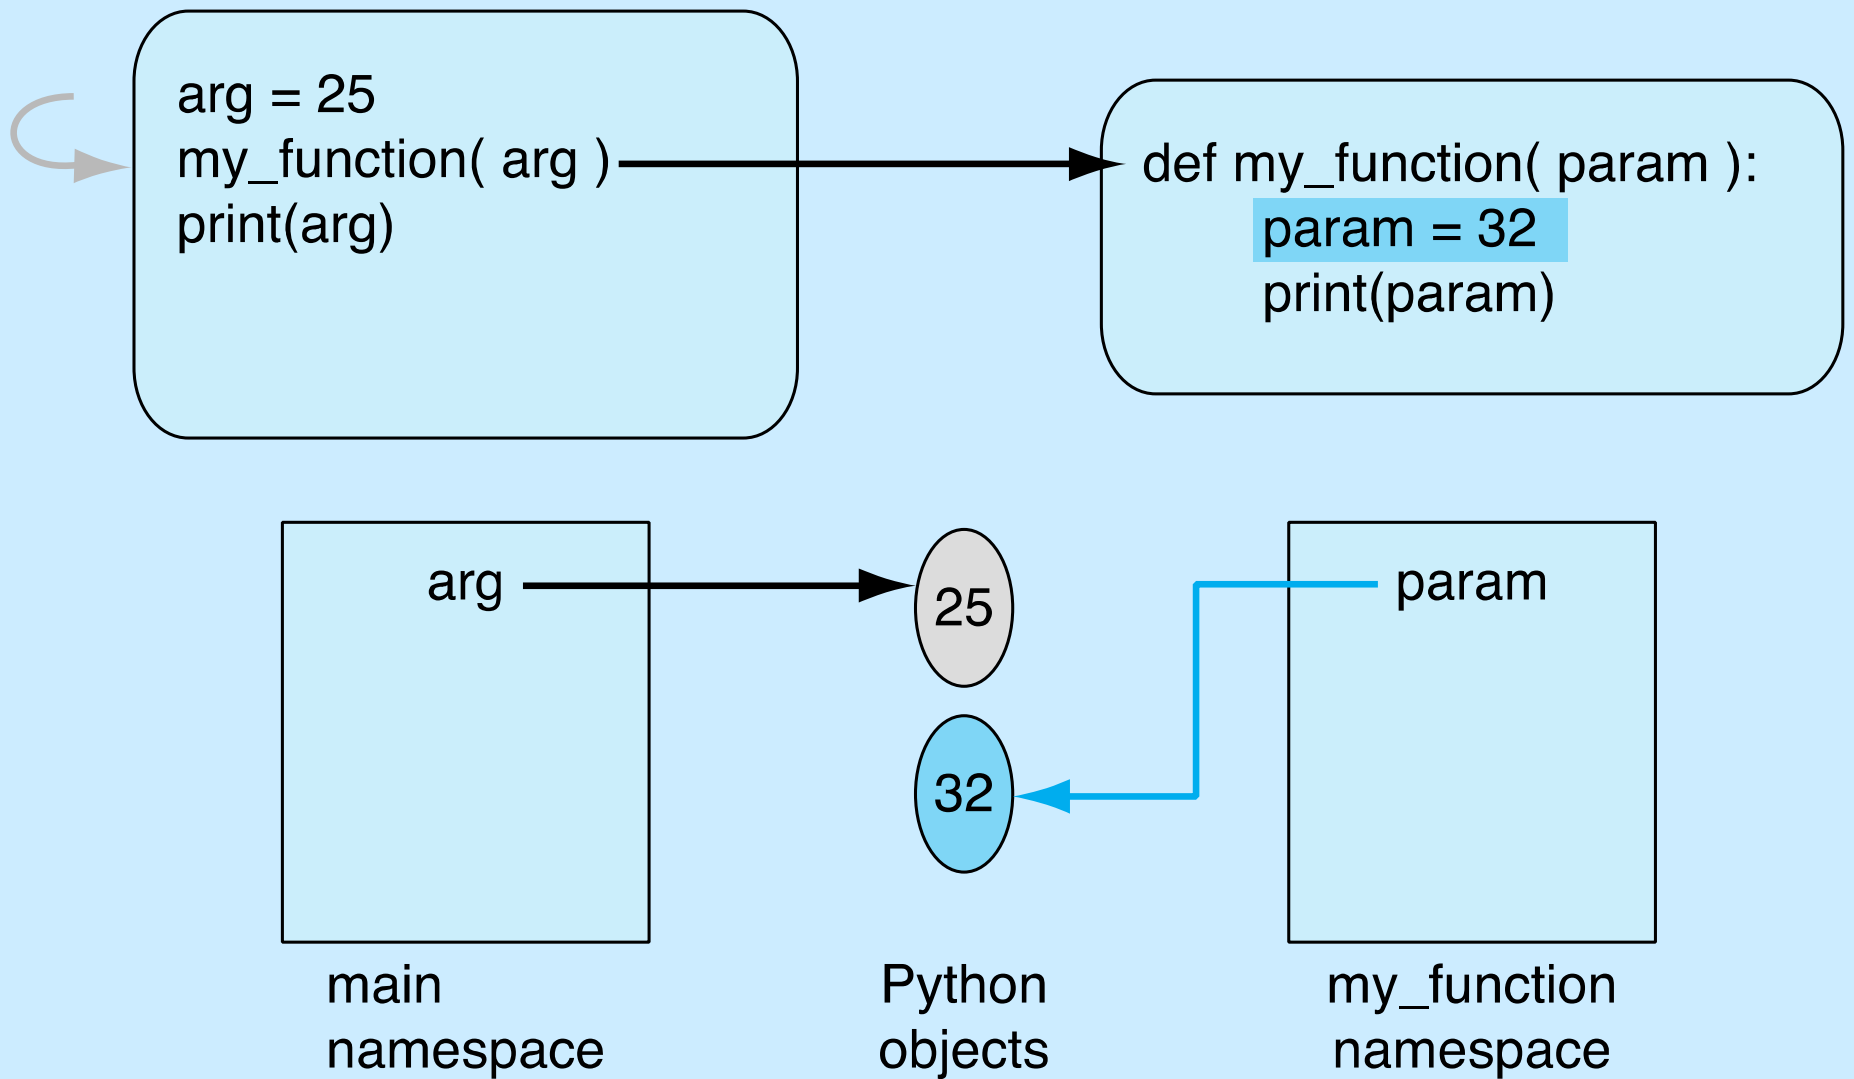 arg = 25
my_function( arg )
print(arg)
def my_function( param ):
param = 32
print(param)
arg
25
param
32
main
namespace
Python
objects
my_function
namespace